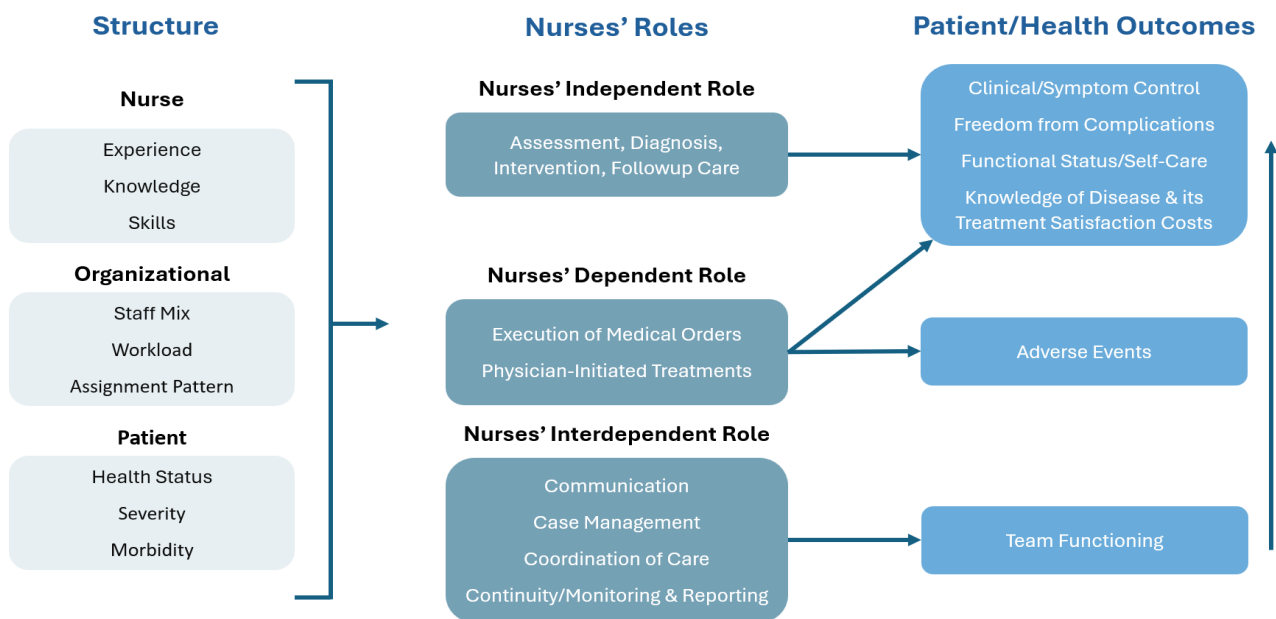 Structure
Nurse
Experience
Knowledge
Skills
Organizational
Staff Mix
Workload
Assignment Pattern
Patient
Health Status
Severity
Morbidity
Nurses’ Roles
Nurses’ Independent Role
Assessment, Diagnosis,
Intervention, Followup Care
Nurses’ Dependent Role
Execution of Medical Orders
Physician-Initiated Treatments
Nurses’ Interdependent Role
Communication
Case Management
Coordination of Care
Continuity/Monitoring & Reporting
Patient/Health Outcomes
Clinical/Symptom Control
Freedom from Complications
Functional Status/Self-Care
Knowledge of Disease & its
Treatment Satisfaction Costs
Adverse Events
Team Functioning